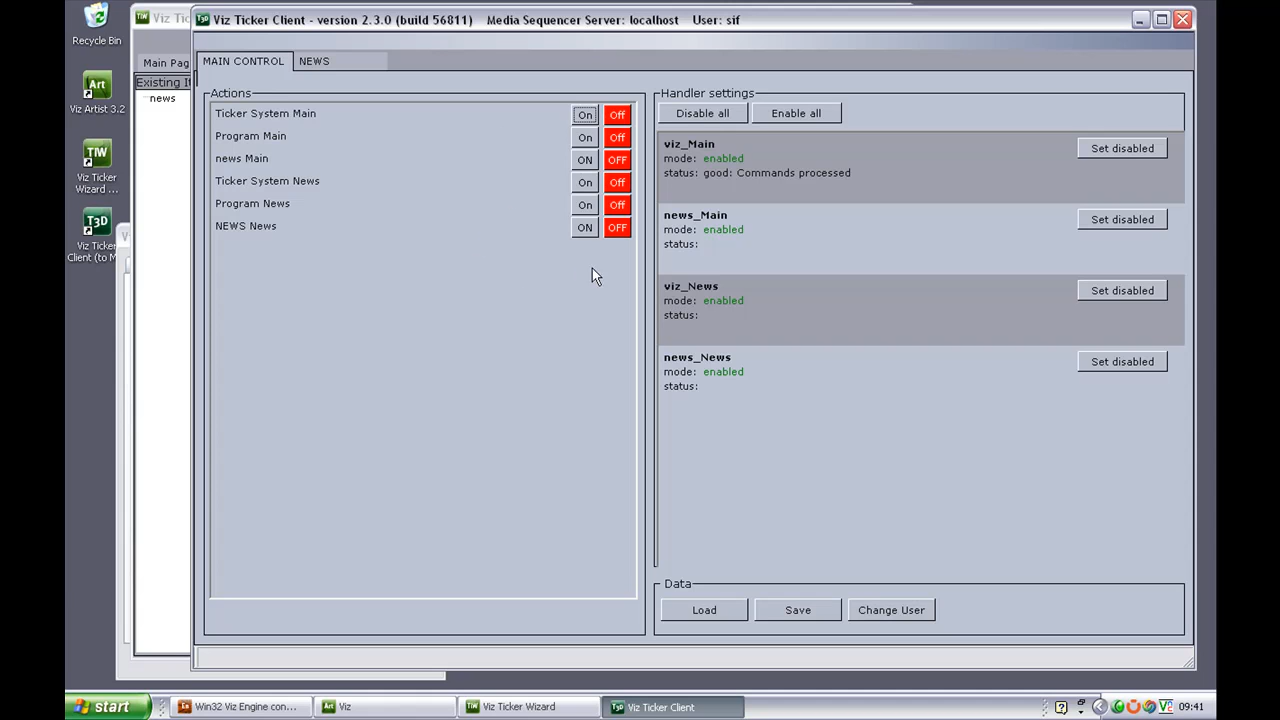 Recycle Bin
Viz Artist 3.2
Viz Ticker
Wizard ...
Viz Ticker
Client (to M
Viz Tic
Main Pag
Existing It
news
Viz Ticker Client - version 2.3.0 (build 56811) Media Sequencer Server: localhost User: sif
MAIN CONTROL NEWS
Actions
Ticker System Main On Off
Program Main On Off
news Main ON OFF
Ticker System News On Off
Program News On Off
NEWS News ON OFF
Handler settings
Disable all Enable all
viz_Main Set disabled
mode: enabled
status: good: Commands processed
news_Main Set disabled
mode: enabled
status:
viz_News Set disabled
mode: enabled
status:
news_News Set disabled
mode: enabled
status:
Data
Load Save Change User
start Win32 Viz Engine con... Viz Viz Ticker Wizard Viz Ticker Client 09:41